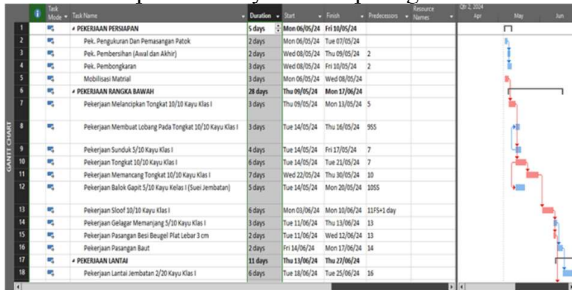 Task Mode Task Name Duration Start Finish Predecessors Resource Names Qtr 2, 2024 Apr May Jun
1 PEKERJAAN PERSIAPAN 5 days Mon 06/05/24 Fri 10/05/24
2 Pek. Pengukuran Dan Pemasangan Patok 2 days Mon 06/05/24 Tue 07/05/24
3 Pek. Pembersihan (Awal dan Akhir) 2 days Wed 08/05/24 Thu 09/05/24 2
4 Pek. Pembongkaran 3 days Wed 08/05/24 Fri 10/05/24 2
5 Mobilisasi Matrial 3 days Mon 06/05/24 Wed 08/05/24
6 PEKERJAAN RANGKA BAWAH 28 days Thu 09/05/24 Mon 17/06/24
7 Pekerjaan Melancipkan Tongkat 10/10 Kayu Klas I 3 days Thu 09/05/24 Mon 13/05/24 5
8 Pekerjaan Membuat Lobang Pada Tongkat 10/10 Kayu Klas I 3 days Tue 14/05/24 Thu 16/05/24 9SS
9 Pekerjaan Sunduk 5/10 Kayu Klas I 4 days Tue 14/05/24 Fri 17/05/24 7
10 Pekerjaan Tongkat 10/10 Kayu Klas I 6 days Tue 14/05/24 Tue 21/05/24 7
11 Pekerjaan Memancang Tongkat 10/10 Kayu Klas I 7 days Wed 22/05/24 Thu 30/05/24 10
12 Pekerjaan Balok Gapit 5/10 Kayu Kelas I (Suei Jembatan) 5 days Tue 14/05/24 Mon 20/05/24 10SS
13 Pekerjaan Sloof 10/10 Kayu Klas I 6 days Mon 03/06/24 Mon 10/06/24 11FS+1 day
14 Pekerjaan Gelagar Memanjang 5/10 Kayu Klas I 3 days Tue 11/06/24 Thu 13/06/24 13
15 Pekerjaan Pasangan Besi Beugel Plat Lebar 3 cm 2 days Tue 11/06/24 Wed 12/06/24 13
16 Pekerjaan Pasangan Baut 2 days Fri 14/06/24 Mon 17/06/24 14
17 PEKERJAAN LANTAI 11 days Thu 13/06/24 Thu 27/06/24
18 Pekerjaan Lantai Jembatan 2/20 Kayu Klas I 6 days Tue 18/06/24 Tue 25/06/24 16
GANTT CHART